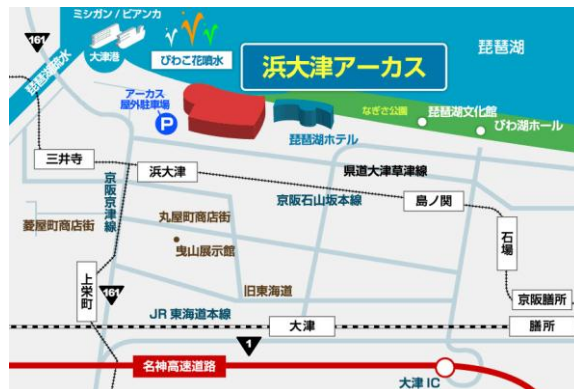 ミシガン / ビアンカ
161
大津港
びわこ花噴水
浜大津アーカス
琵琶湖
琵琶湖疏水
アーカス
屋外駐車場
P
琵琶湖ホテル
なぎさ公園
琵琶湖文化館
びわ湖ホール
三井寺
浜大津
県道大津草津線
京阪京津線
京阪石山坂本線
島ノ関
石場
菱屋町商店街
丸屋町商店街
曳山展示館
上栄町
161
旧東海道
京阪膳所
JR東海道本線
大津
膳所
1
名神高速道路
大津IC